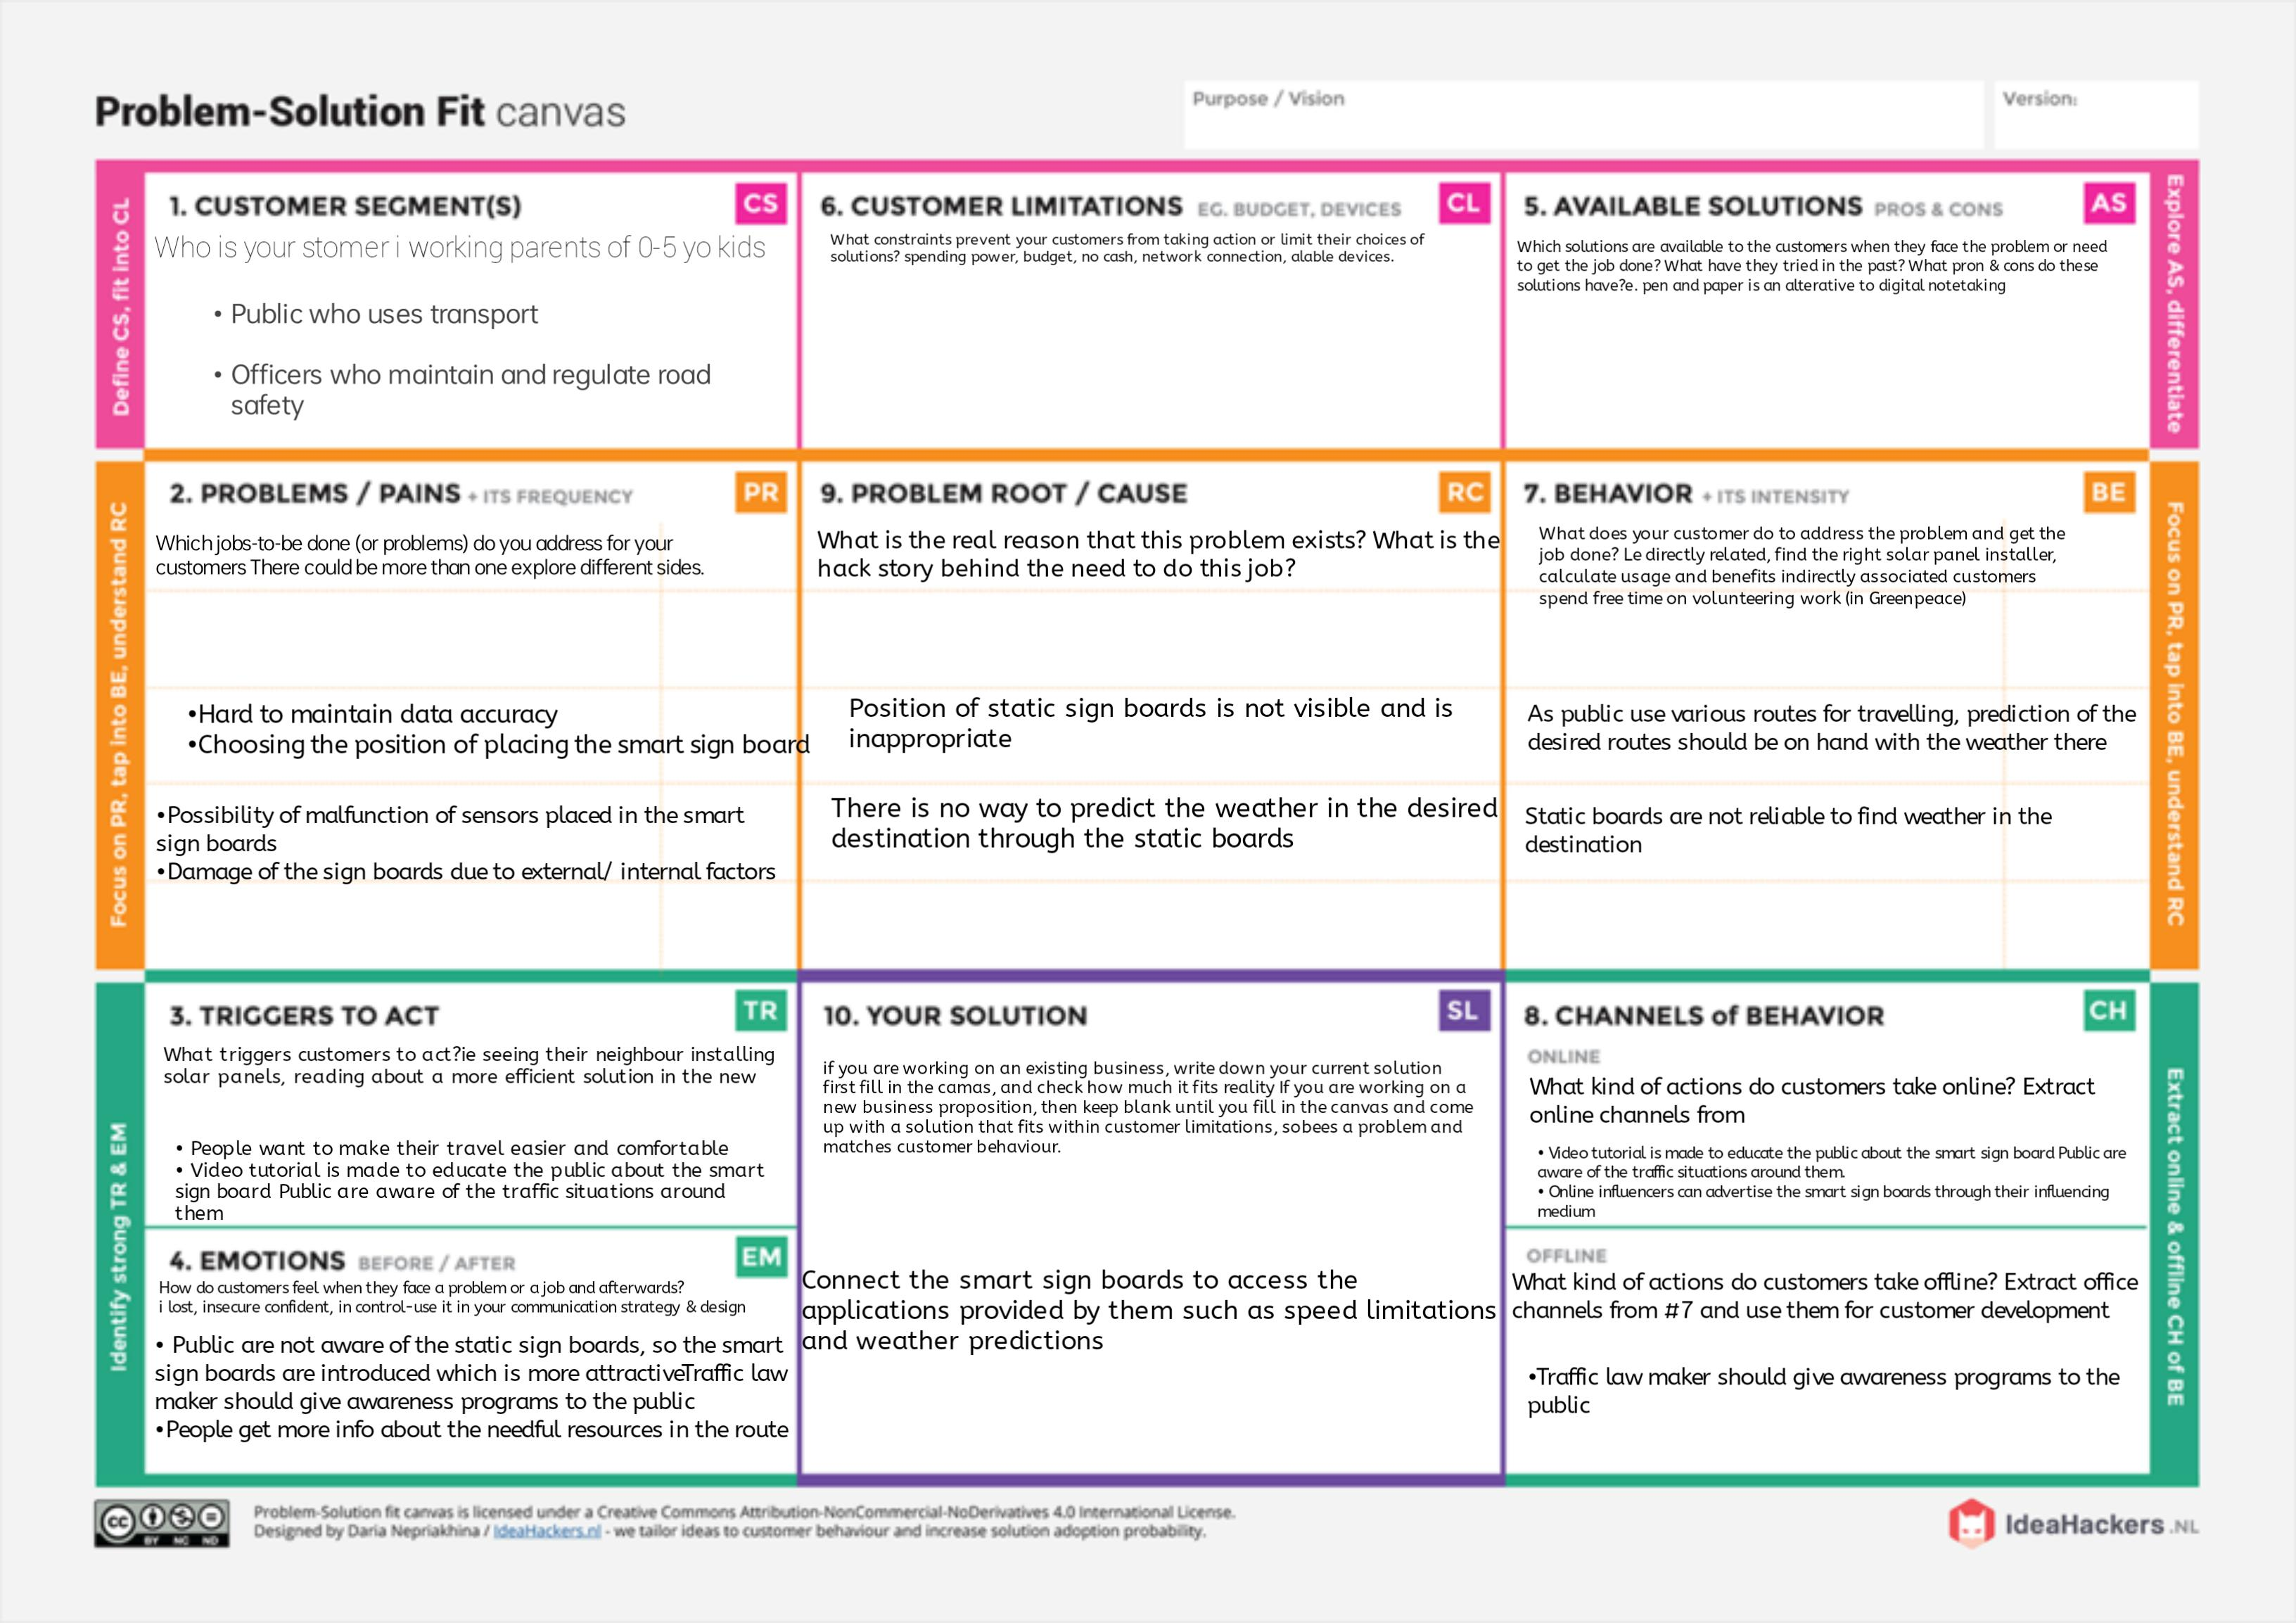 Problem-Solution Fit canvas
Purpose / Vision
Version:
Define CS, fit into CL
1. CUSTOMER SEGMENT(S)
CS
Who is your stomer i working parents of 0-5 yo kids
• Public who uses transport
• Officers who maintain and regulate road
safety
6. CUSTOMER LIMITATIONS EG. BUDGET, DEVICES
CL
What constraints prevent your customers from taking action or limit their choices of
solutions? spending power, budget, no cash, network connection, alable devices.
5. AVAILABLE SOLUTIONS PROS & CONS
AS
Which solutions are available to the customers when they face the problem or need
to get the job done? What have they tried in the past? What pron & cons do these
solutions have?e. pen and paper is an alterative to digital notetaking
Explore AS, differentiate
Focus on PR, tap into BE, understand RC
2. PROBLEMS / PAINS + ITS FREQUENCY
PR
Which jobs-to-be done (or problems) do you address for your
customers There could be more than one explore different sides.
•Hard to maintain data accuracy
•Choosing the position of placing the smart sign board
•Possibility of malfunction of sensors placed in the smart
sign boards
•Damage of the sign boards due to external/ internal factors
9. PROBLEM ROOT / CAUSE
RC
What is the real reason that this problem exists? What is the
hack story behind the need to do this job?
Position of static sign boards is not visible and is
inappropriate
There is no way to predict the weather in the desired
destination through the static boards
7. BEHAVIOR + ITS INTENSITY
BE
What does your customer do to address the problem and get the
job done? Le directly related, find the right solar panel installer,
calculate usage and benefits indirectly associated customers
spend free time on volunteering work (in Greenpeace)
As public use various routes for travelling, prediction of the
desired routes should be on hand with the weather there
Static boards are not reliable to find weather in the
destination
Focus on PR, tap into BE, understand RC
Identify strong TR & EM
3. TRIGGERS TO ACT
TR
What triggers customers to act?ie seeing their neighbour installing
solar panels, reading about a more efficient solution in the new
• People want to make their travel easier and comfortable
• Video tutorial is made to educate the public about the smart
sign board Public are aware of the traffic situations around
them
4. EMOTIONS BEFORE / AFTER
EM
How do customers feel when they face a problem or a job and afterwards?
i lost, insecure confident, in control-use it in your communication strategy & design
• Public are not aware of the static sign boards, so the smart
sign boards are introduced which is more attractiveTraffic law
maker should give awareness programs to the public
•People get more info about the needful resources in the route
10. YOUR SOLUTION
SL
if you are working on an existing business, write down your current solution
first fill in the camas, and check how much it fits reality If you are working on a
new business proposition, then keep blank until you fill in the canvas and come
up with a solution that fits within customer limitations, sobees a problem and
matches customer behaviour.
Connect the smart sign boards to access the
applications provided by them such as speed limitations
and weather predictions
8. CHANNELS of BEHAVIOR
CH
ONLINE
What kind of actions do customers take online? Extract
online channels from
• Video tutorial is made to educate the public about the smart sign board Public are
aware of the traffic situations around them.
• Online influencers can advertise the smart sign boards through their influencing
medium
OFFLINE
What kind of actions do customers take offline? Extract office
channels from #7 and use them for customer development
•Traffic law maker should give awareness programs to the
public
Extract online & offline CH of BE
cc
BY NC ND
Problem-Solution fit canvas is licensed under a Creative Commons Attribution-NonCommercial-NoDerivatives 4.0 International License.
Designed by Daria Nepriakhina / IdeaHackers.nl - we tailor ideas to customer behaviour and increase solution adoption probability.
IdeaHackers.NL